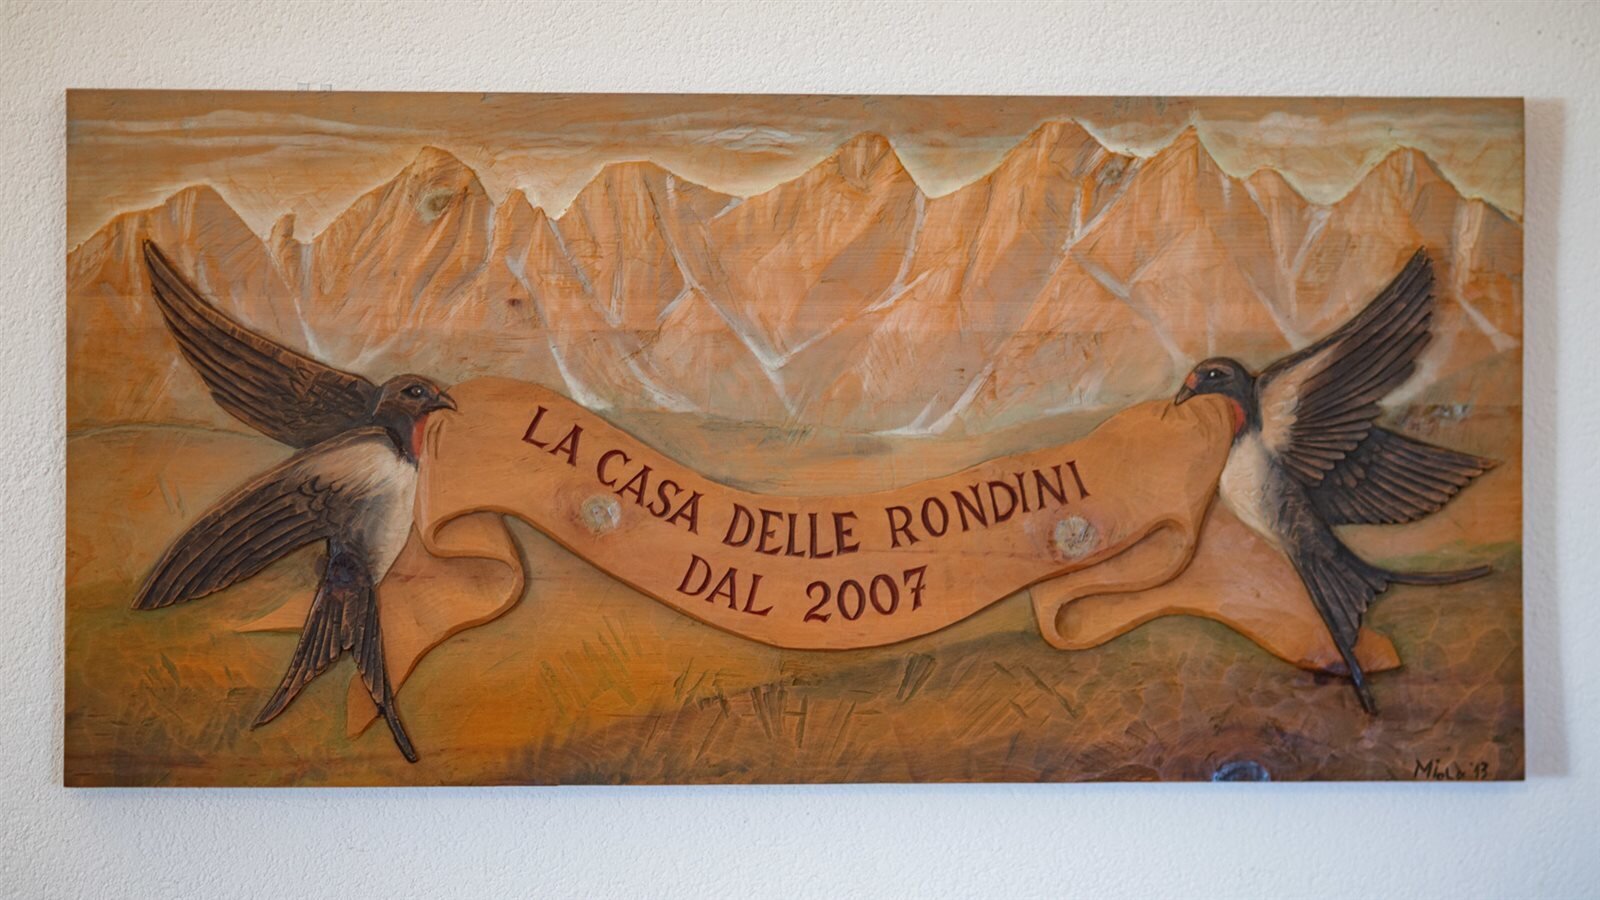 LA CASA DELLE RONDINI
DAL 2007